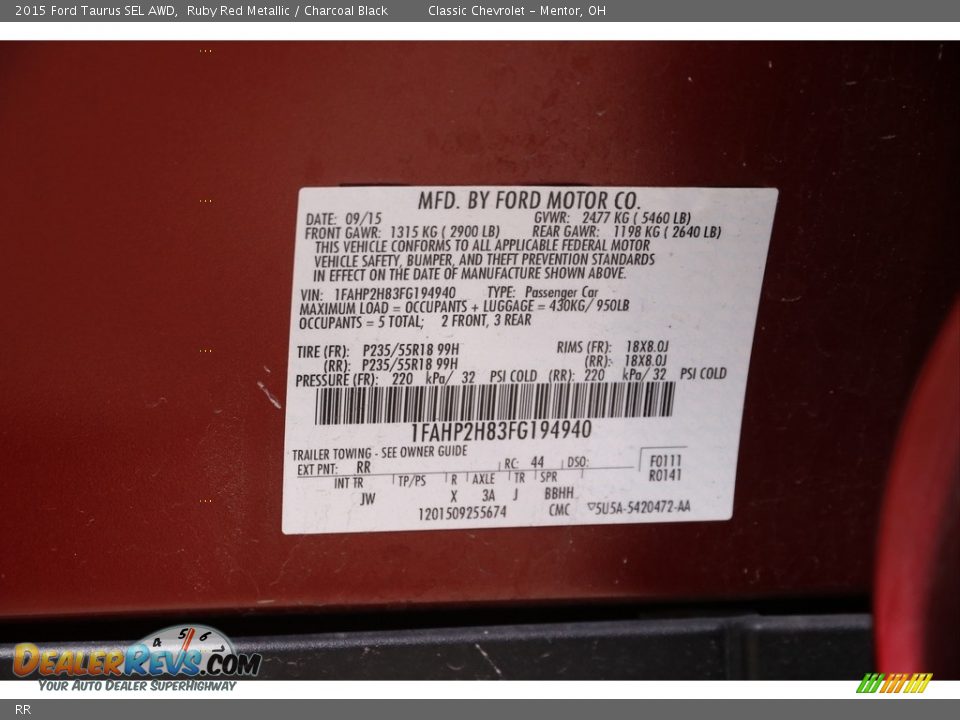 2015 Ford Taurus SEL AWD, Ruby Red Metallic / Charcoal Black Classic Chevrolet - Mentor, OH
MFD. BY FORD MOTOR CO.
DATE: 09/15 GVWR: 2477 KG ( 5460 LB)
FRONT GAWR: 1315 KG ( 2900 LB) REAR GAWR: 1198 KG ( 2640 LB)
THIS VEHICLE CONFORMS TO ALL APPLICABLE FEDERAL MOTOR
VEHICLE SAFETY, BUMPER, AND THEFT PREVENTION STANDARDS
IN EFFECT ON THE DATE OF MANUFACTURE SHOWN ABOVE.
VIN: 1FAHP2H83FG194940 TYPE: Passenger Car
MAXIMUM LOAD = OCCUPANTS + LUGGAGE = 430KG/ 950LB
OCCUPANTS = 5 TOTAL; 2 FRONT, 3 REAR
TIRE (FR): P235/55R18 99H RIMS (FR): 18X8.0J
(RR): P235/55R18 99H (RR): 18X8.0J
PRESSURE (FR): 220 kPa/ 32 PSI COLD (RR): 220 kPa/ 32 PSI COLD
1FAHP2H83FG194940
TRAILER TOWING - SEE OWNER GUIDE
EXT PNT: RR RC: 44 DSO: F0111
INT TR TP/PS R AXLE TR SPR R0141
JW X 3A J BBHH
1201509255674 CMC ▽5U5A-5420472-AA
4 5 6
DEALERREVS.COM
YOUR AUTO DEALER SUPERHIGHWAY
RR